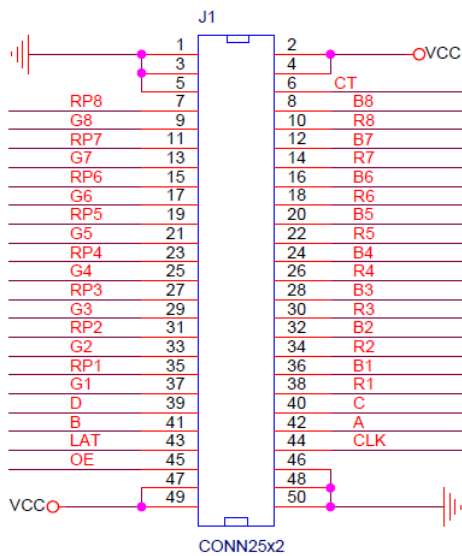 J1
1 2 VCC
3 4
5 6 CT
RP8 7 8 B8
G8 9 10 R8
RP7 11 12 B7
G7 13 14 R7
RP6 15 16 B6
G6 17 18 R6
RP5 19 20 B5
G5 21 22 R5
RP4 23 24 B4
G4 25 26 R4
RP3 27 28 B3
G3 29 30 R3
RP2 31 32 B2
G2 33 34 R2
RP1 35 36 B1
G1 37 38 R1
D 39 40 C
B 41 42 A
LAT 43 44 CLK
OE 45 46
47 48
VCC 49 50
CONN25x2